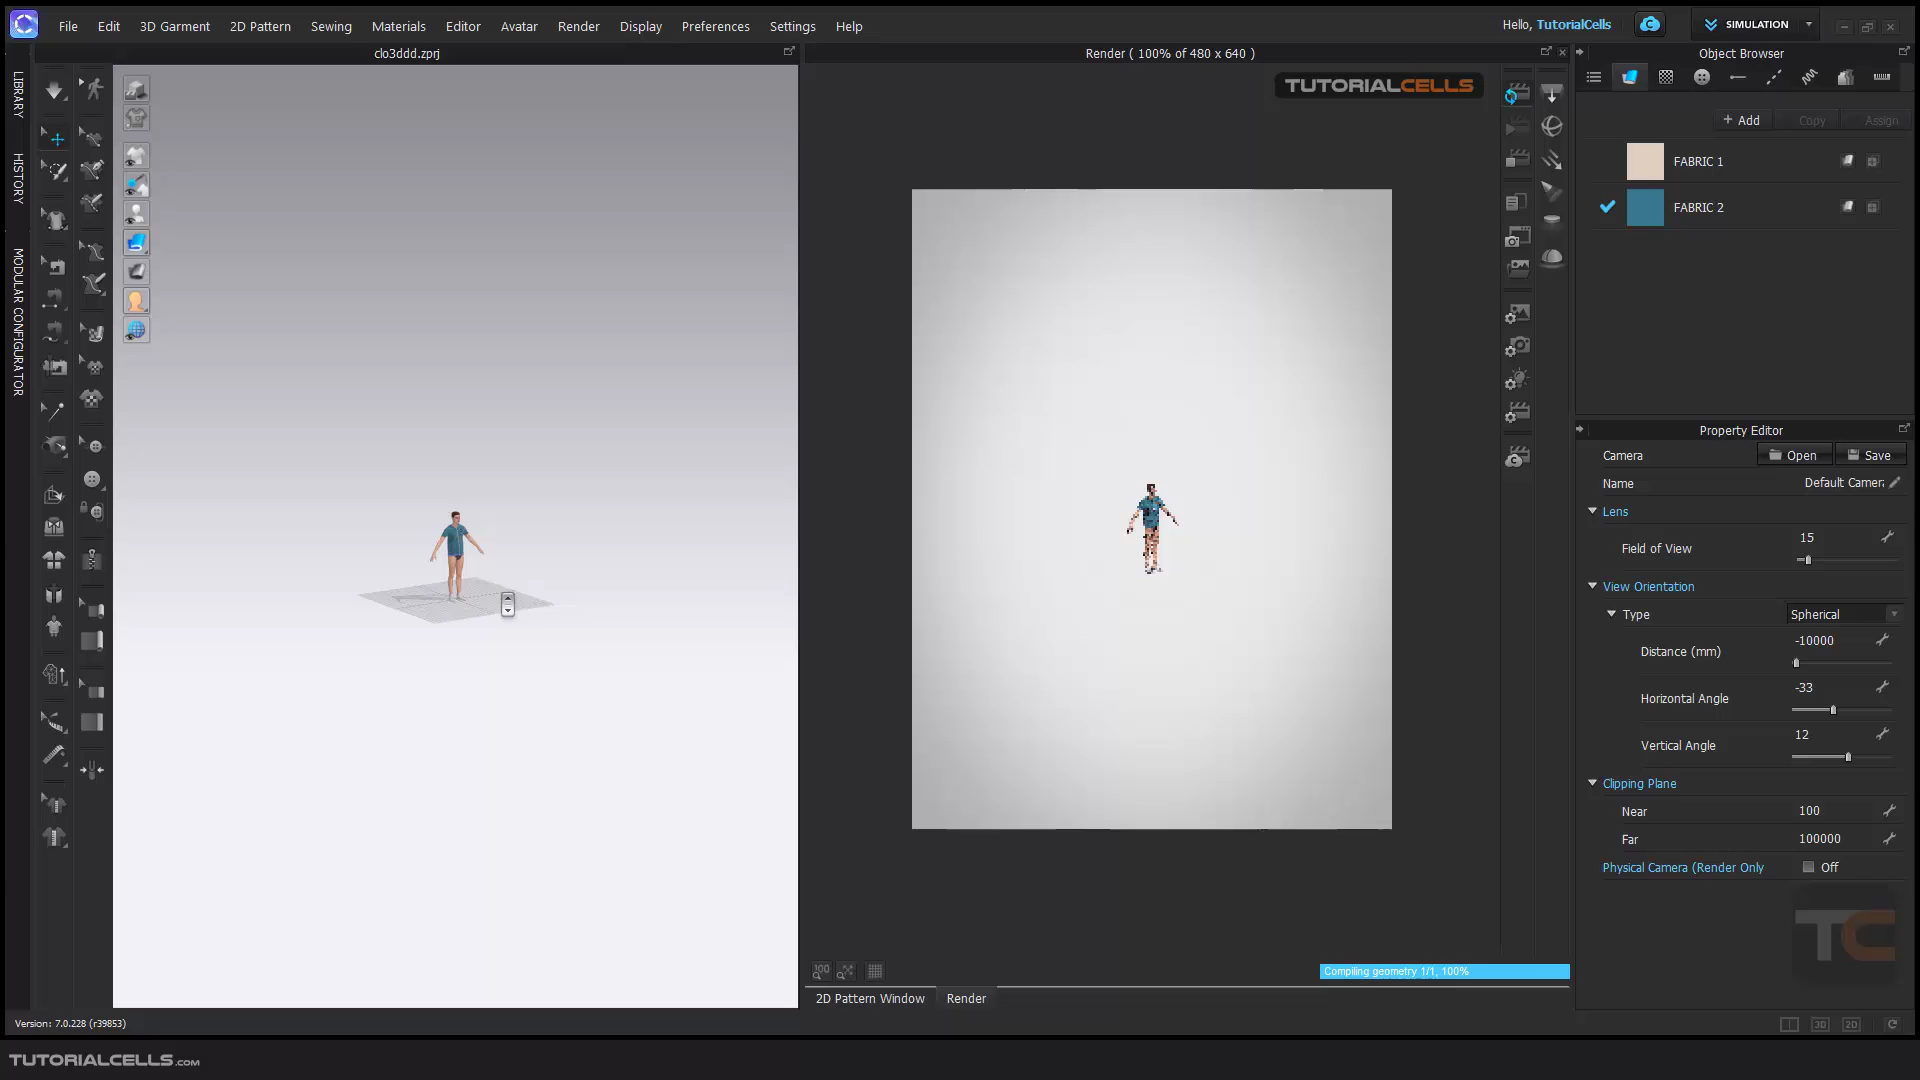 File Edit 3D Garment 2D Pattern Sewing Materials Editor Avatar Render Display Preferences Settings Help
Hello, TutorialCells
SIMULATION
clo3ddd.zprj
Render ( 100% of 480 x 640 )
Object Browser
LIBRARY
HISTORY
MODULAR CONFIGURATOR
TUTORIALCELLS
+ Add Copy Assign
FABRIC 1
FABRIC 2
Property Editor
Camera Open Save
Name Default Camer
Lens
Field of View 15
View Orientation
Type Spherical
Distance (mm) -10000
Horizontal Angle -33
Vertical Angle 12
Clipping Plane
Near 100
Far 100000
Physical Camera (Render Only Off
TC
100
Compiling geometry 1/1, 100%
2D Pattern Window Render
Version: 7.0.228 (r39853)
3D 2D
TUTORIALCELLS.com